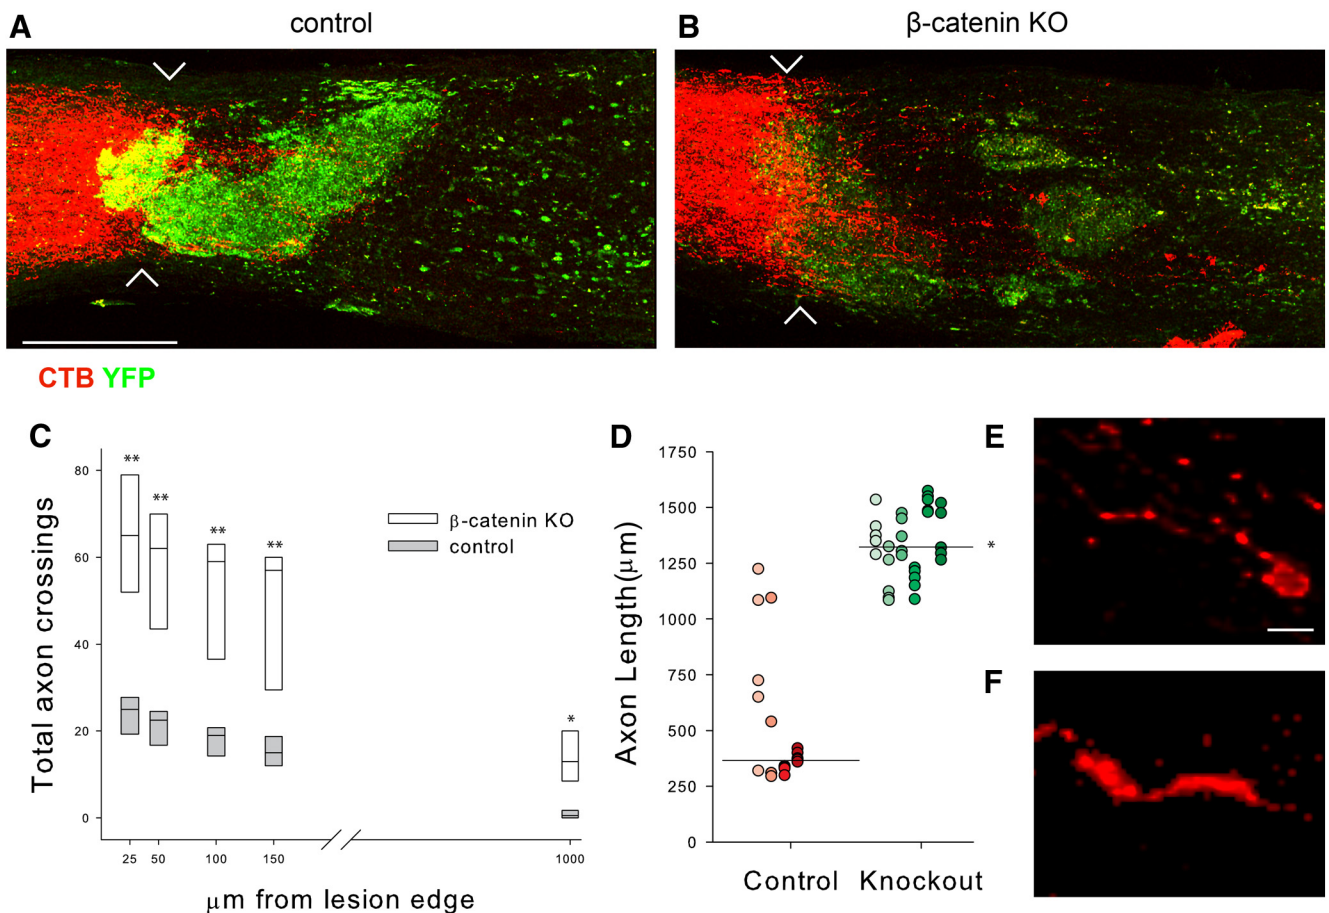 A control
B β-catenin KO
CTB YFP
C
Total axon crossings
80
60
40
20
0
** ** ** ** *
β-catenin KO
control
25 50 100 150 1000
μm from lesion edge
D
Axon Length(μm)
1750
1500
1250
1000
750
500
250
0
*
Control Knockout
E
F